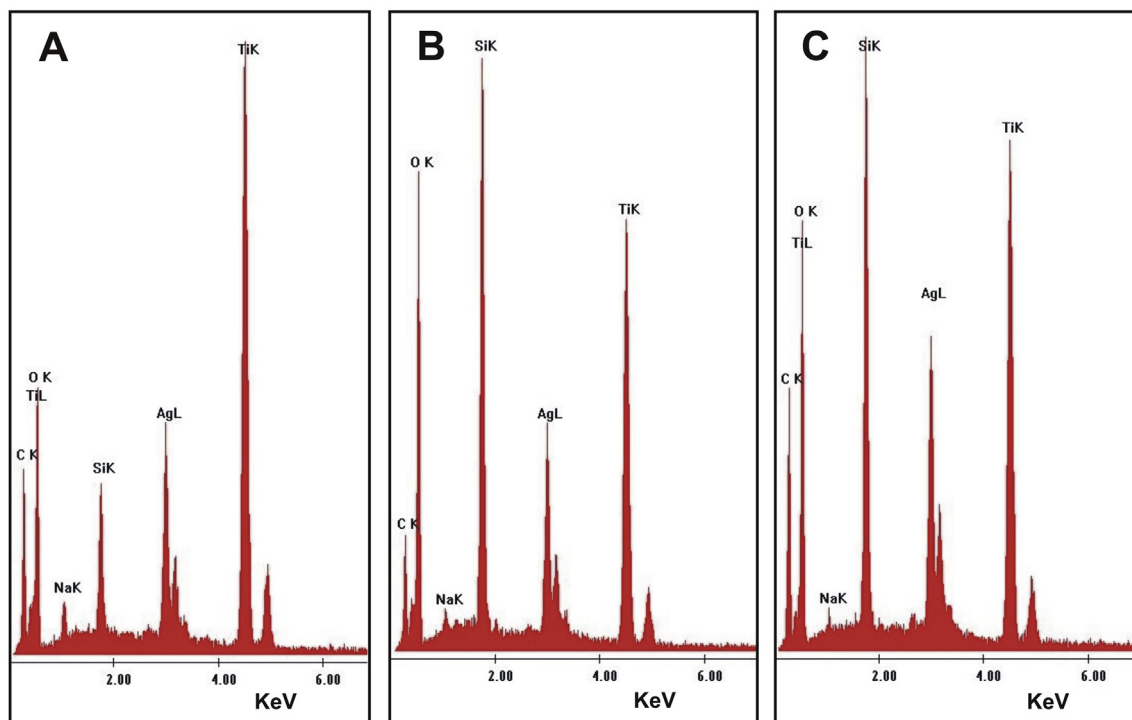 A
TiK
O K
TiL
AgL
C K
SiK
NaK
2.00 4.00 6.00
KeV
B
SiK
O K
TiK
AgL
C K
NaK
2.00 4.00 6.00
KeV
C
SiK
TiK
O K
TiL
AgL
C K
NaK
2.00 4.00 6.00
KeV